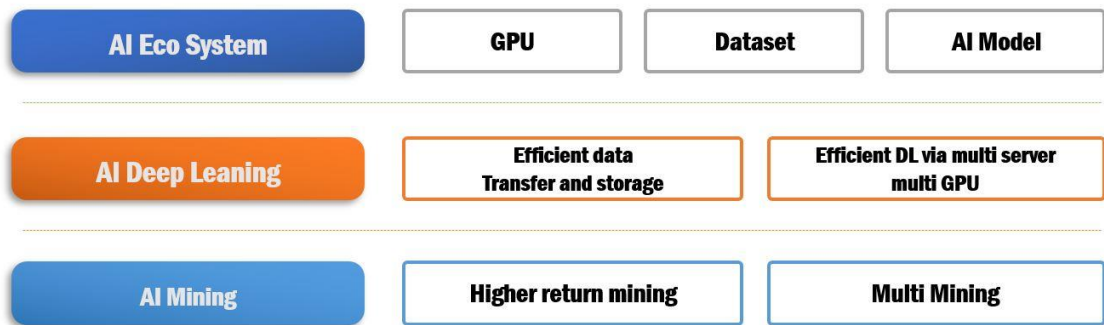 AI Eco System
GPU
Dataset
AI Model
AI Deep Leaning
Efficient data
Transfer and storage
Efficient DL via multi server
multi GPU
AI Mining
Higher return mining
Multi Mining